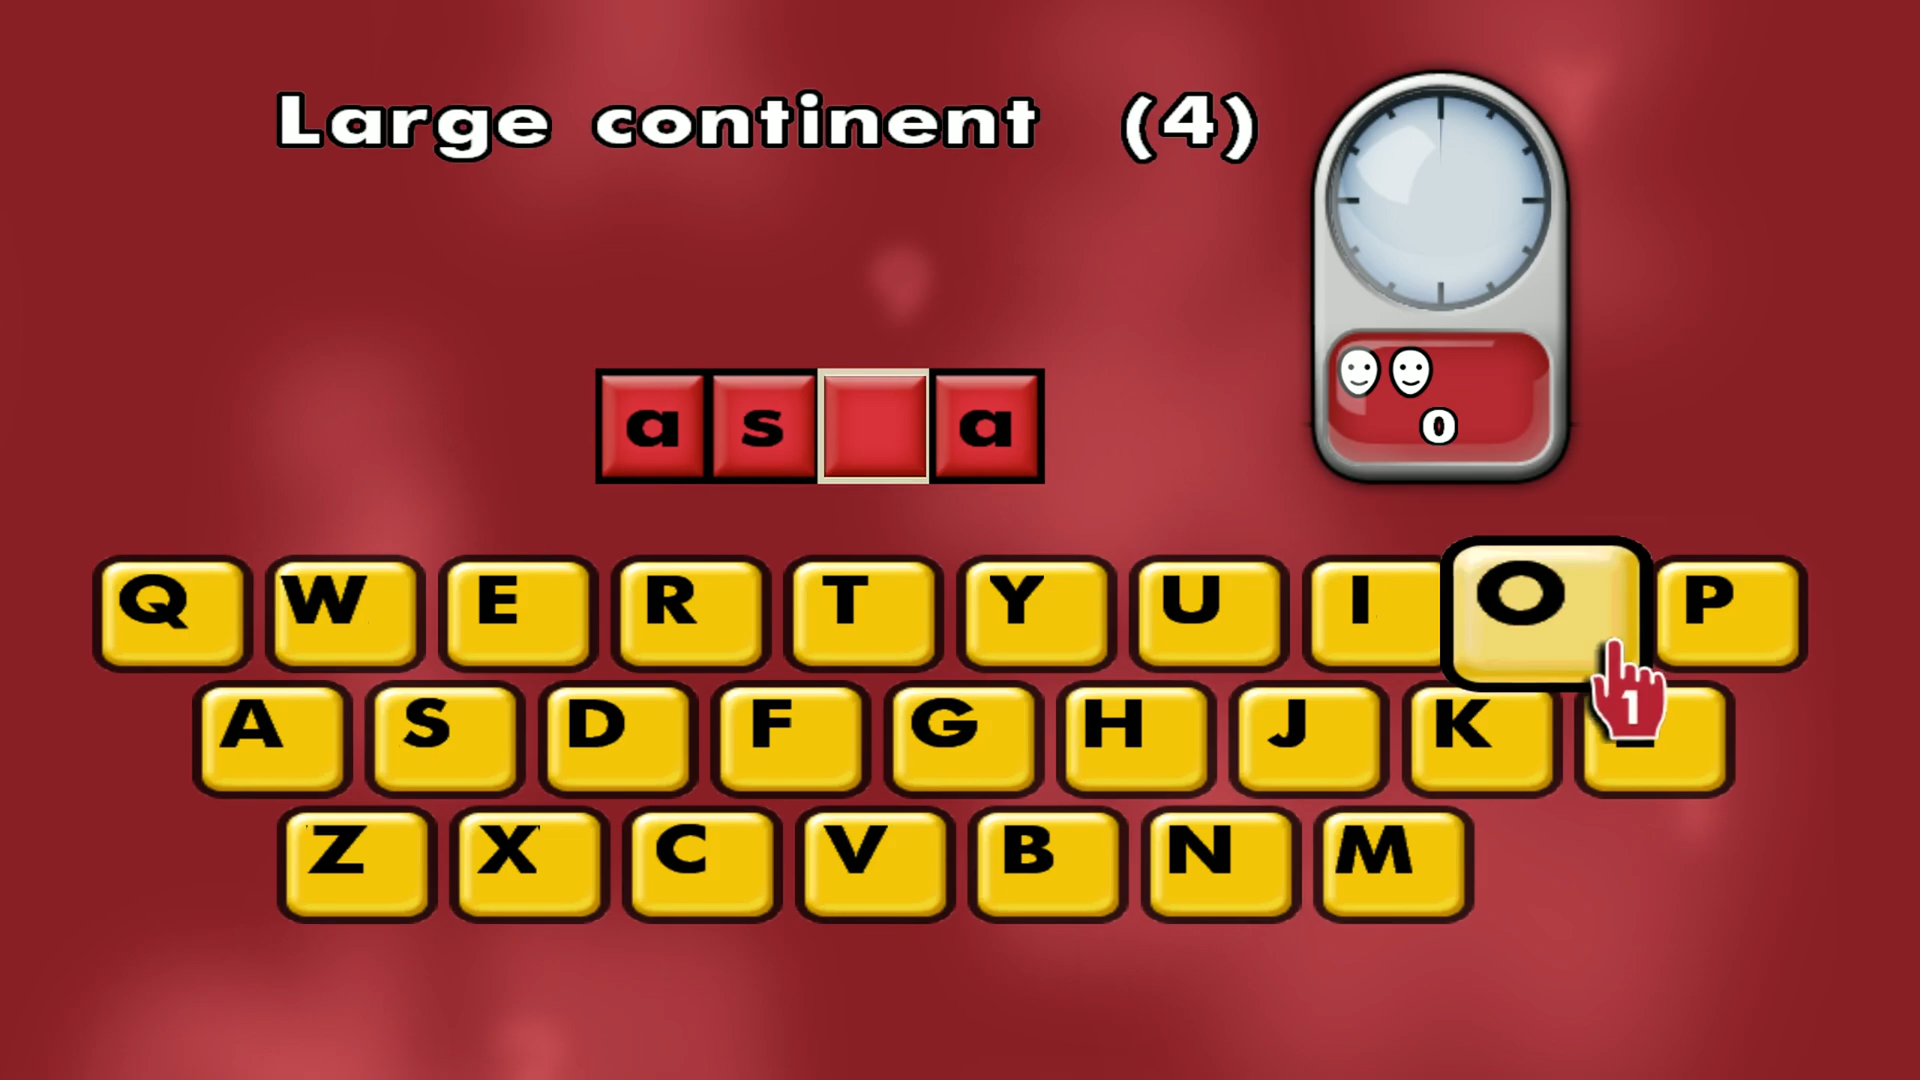 Large continent (4)
a s a
0
Q W E R T Y U I O P
1
A S D F G H J K
Z X C V B N M